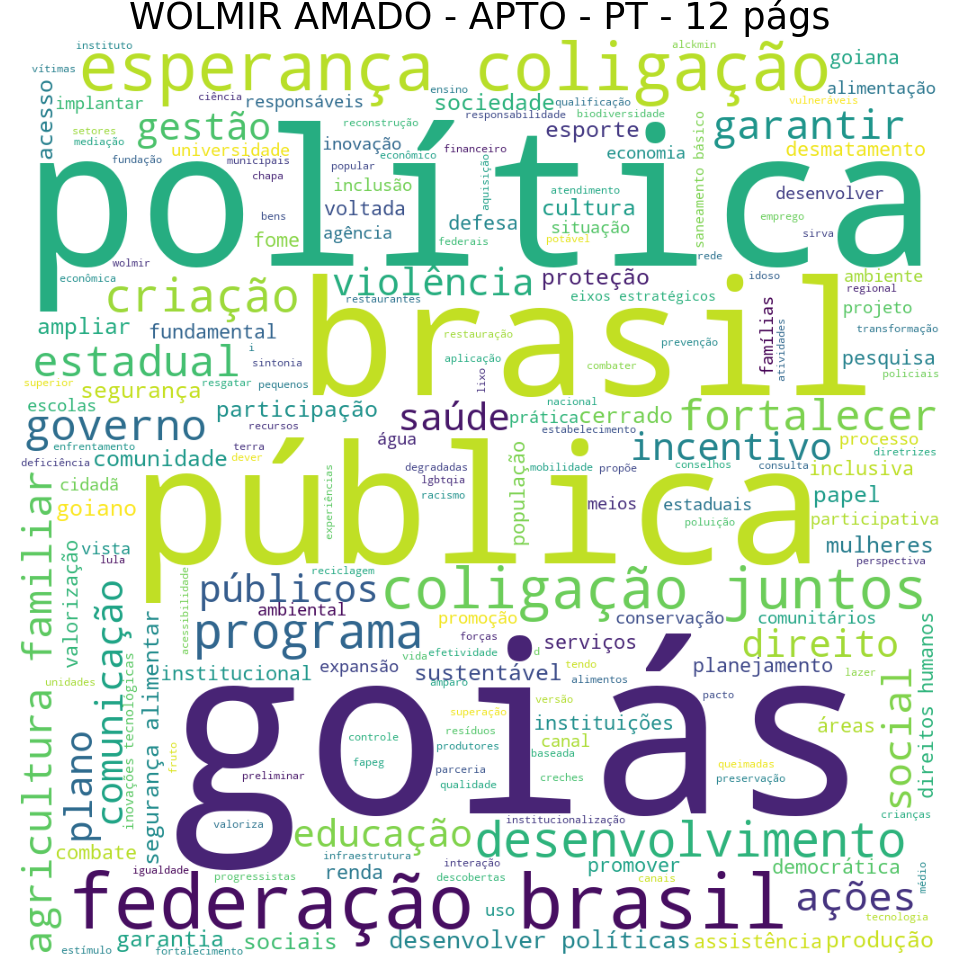 WOLMIR AMADO - APTO - PT - 12 págs
instituto
esperança coligação
alckmin
goiana
vítimas
ensino
ciência
responsáveis
sociedade
qualificação
vulneráveis
alimentação
implantar
acesso
gestão
reconstrução
responsabilidade
biodiversidade
garantir
setores
mediação
universidade
inovação
esporte
economia
desmatamento
fundação
municipais
econômico
financeiro
chapa
popular
política
saneamento básico
inclusão
aquisição
atendimento
desenvolver
bens
voltada
defesa
cultura
situação
emprego
fome
agência
federais
potável
sirva
wolmir
rede
econômica
violência
proteção
idoso
ambiente
regional
criação
restaurantes
eixos estratégicos
projeto
ampliar
fundamental
restauração
brasil
famílias
atividades
transformação
i
sintonia
aplicação
prevenção
pesquisa
estadual
combater
policiais
superior
segurança
resgatar
pequenos
lixo
escolas
participação
saúde
nacional
prática
cerrado
fortalecer
governo
recursos
estabelecimento
enfrentamento
terra
água
incentivo
processo
diretrizes
deficiência
comunidade
dever
degradadas
mobilidade
propõe
conselhos
consulta
inclusiva
cidadã
experiências
lgbtqia
racismo
população
pública
papel
goiano
meios
estaduais
poluição
participativa
agricultura familiar
valorização
vista
lula
mulheres
perspectiva
acessibilidade
reciclagem
públicos
coligação juntos
comunicação
ambiental
promoção
conservação
comunitários
programa
forças
serviços
direito
direitos humanos
segurança alimentar
vida
efetividade
d
institucional
expansão
sustentável
tendo
planejamento
lazer
unidades
inovações tecnológicas
amparo
alimentos
versão
pacto
social
plano
goiás
superação
instituições
áreas
fruto
controle
resíduos
canal
produtores
baseada
fapeg
parceria
queimadas
preliminar
qualidade
creches
preservação
crianças
valoriza
institucionalização
educação
desenvolvimento
combate
infraestrutura
interação
promover
democrática
igualdade
renda
progressistas
descobertas
canais
médio
federação brasil
ações
uso
tecnologia
garantia
sociais
desenvolver políticas
assistência
produção
estímulo
fortalecimento